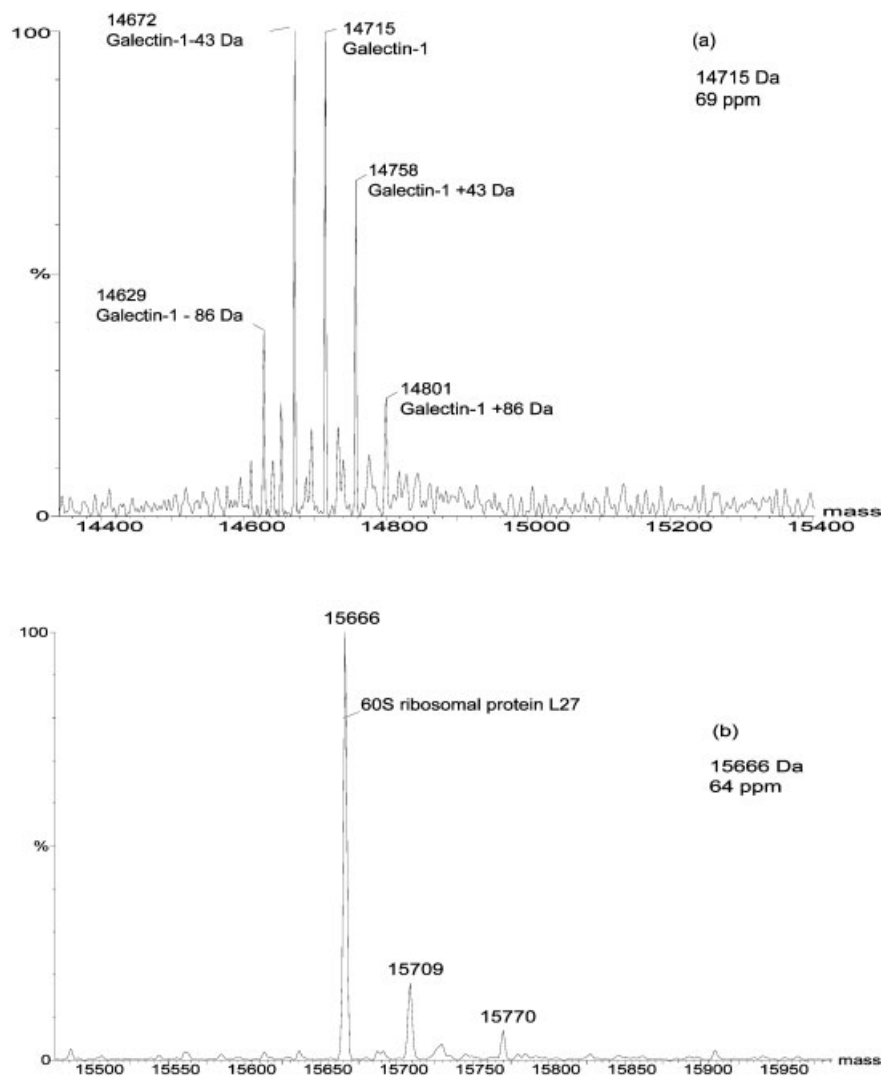 14672
Galectin-1-43 Da
14715
Galectin-1
(a)
14715 Da
69 ppm
100
14758
Galectin-1 +43 Da
%
14629
Galectin-1 - 86 Da
14801
Galectin-1 +86 Da
0
mass
14400 14600 14800 15000 15200 15400
15666
100
60S ribosomal protein L27
(b)
15666 Da
64 ppm
%
15709
15770
0
mass
15500 15550 15600 15650 15700 15750 15800 15850 15900 15950